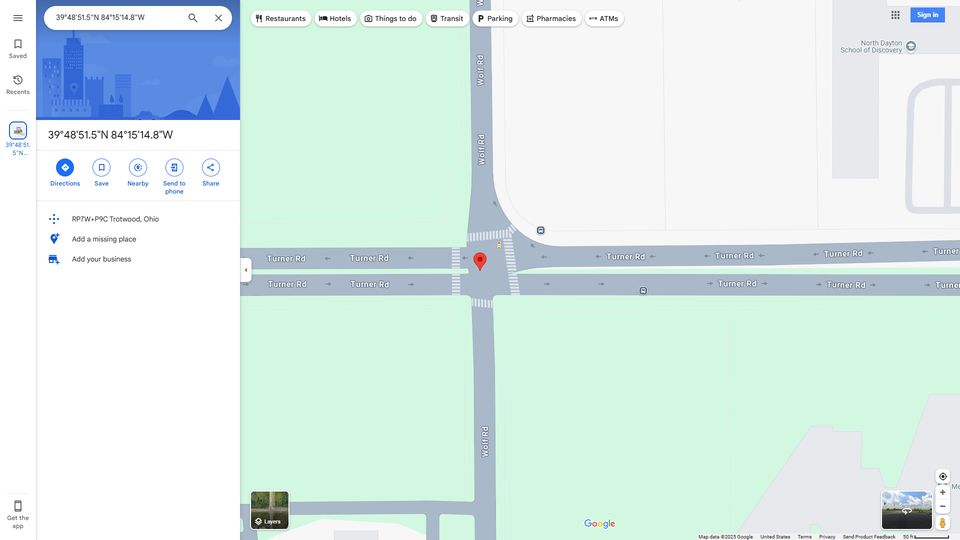 39°48'51.5"N 84°15'14.8"W
Restaurants
Hotels
Things to do
Transit
Parking
Pharmacies
ATMs
Sign in
Saved
Recents
39°48'51.
5"N...
39°48'51.5"N 84°15'14.8"W
Directions
Save
Nearby
Send to
phone
Share
RP7W+P9C Trotwood, Ohio
Add a missing place
Add your business
Get the
app
North Dayton
School of Discovery
Wolf Rd
Wolf Rd
Turner Rd
Turner Rd
Turner Rd
Turner Rd
Turner Rd
Turner Rd
Turner Rd
Turner Rd
Turner Rd
Turner Rd
Turner
Wolf Rd
Me
Layers
Google
Map data ©2025 Google
United States
Terms
Privacy
Send Product Feedback
50 ft